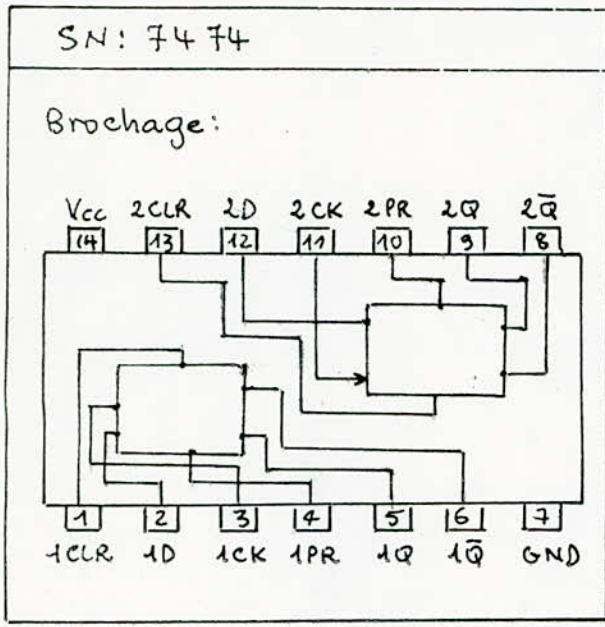 SN: 7474
Brochage:
Vcc 2CLR 2D 2CK 2PR 2Q 2Q̅
14 13 12 11 10 9 8
1 2 3 4 5 6 7
1CLR 1D 1CK 1PR 1Q 1Q̅ GND